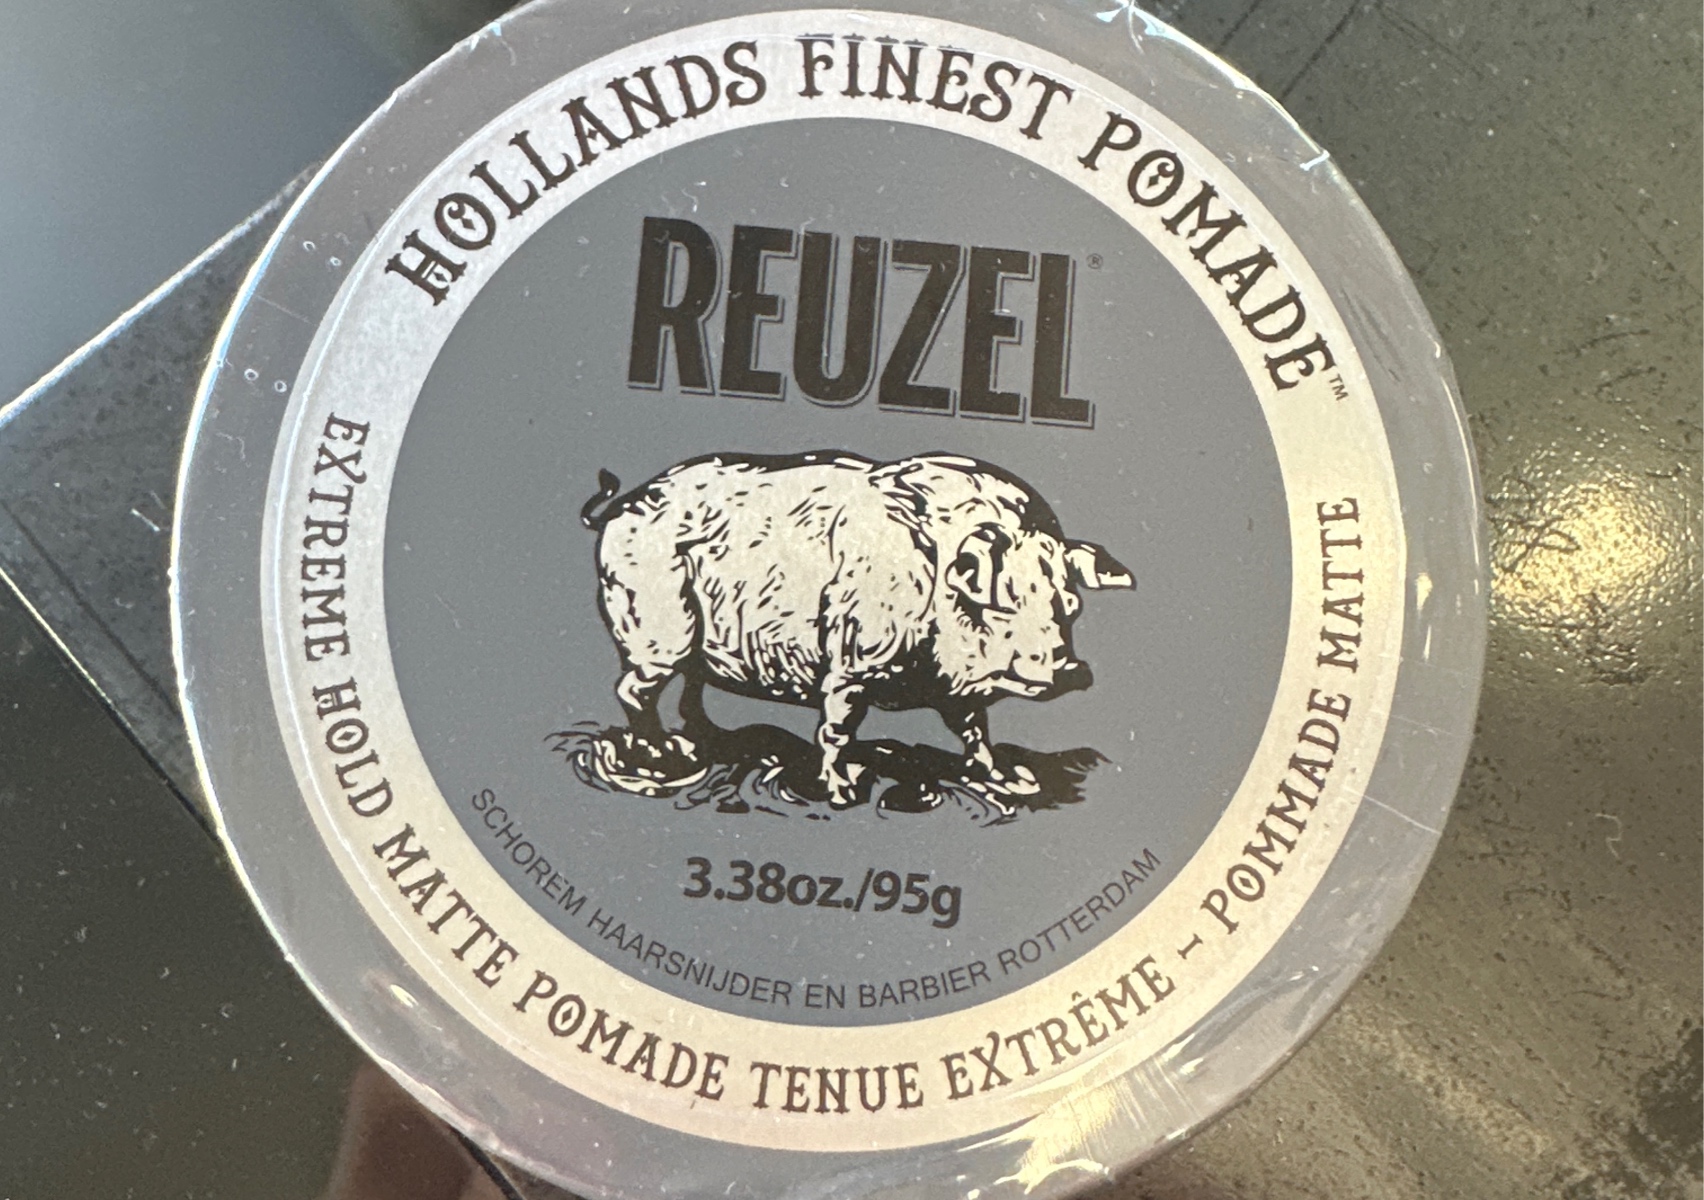 HOLLANDS FINEST POMADE™
REUZEL®
3.38oz./95g
SCHOREM HAARSNIJDER EN BARBIER ROTTERDAM
EXTREME HOLD MATTE POMADE TENUE EXTRÊME – POMMADE MATTE